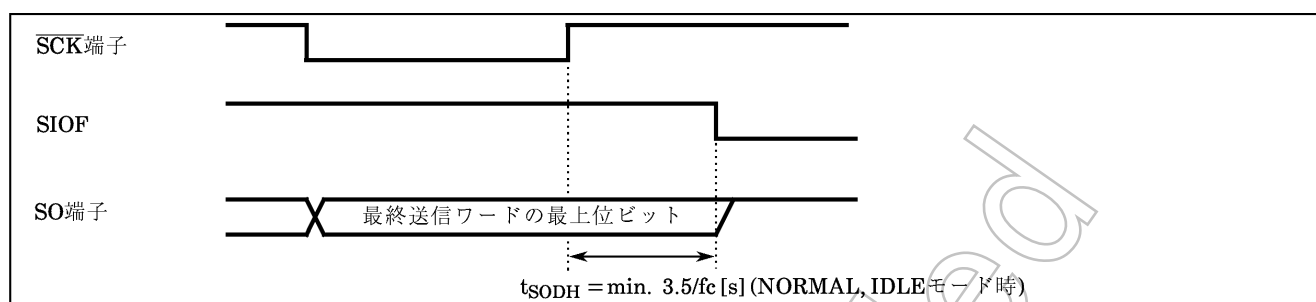 SCK端子
SIOF
SO端子
最終送信ワードの最上位ビット
tSODH = min. 3.5/fc [s] (NORMAL, IDLEモード時)